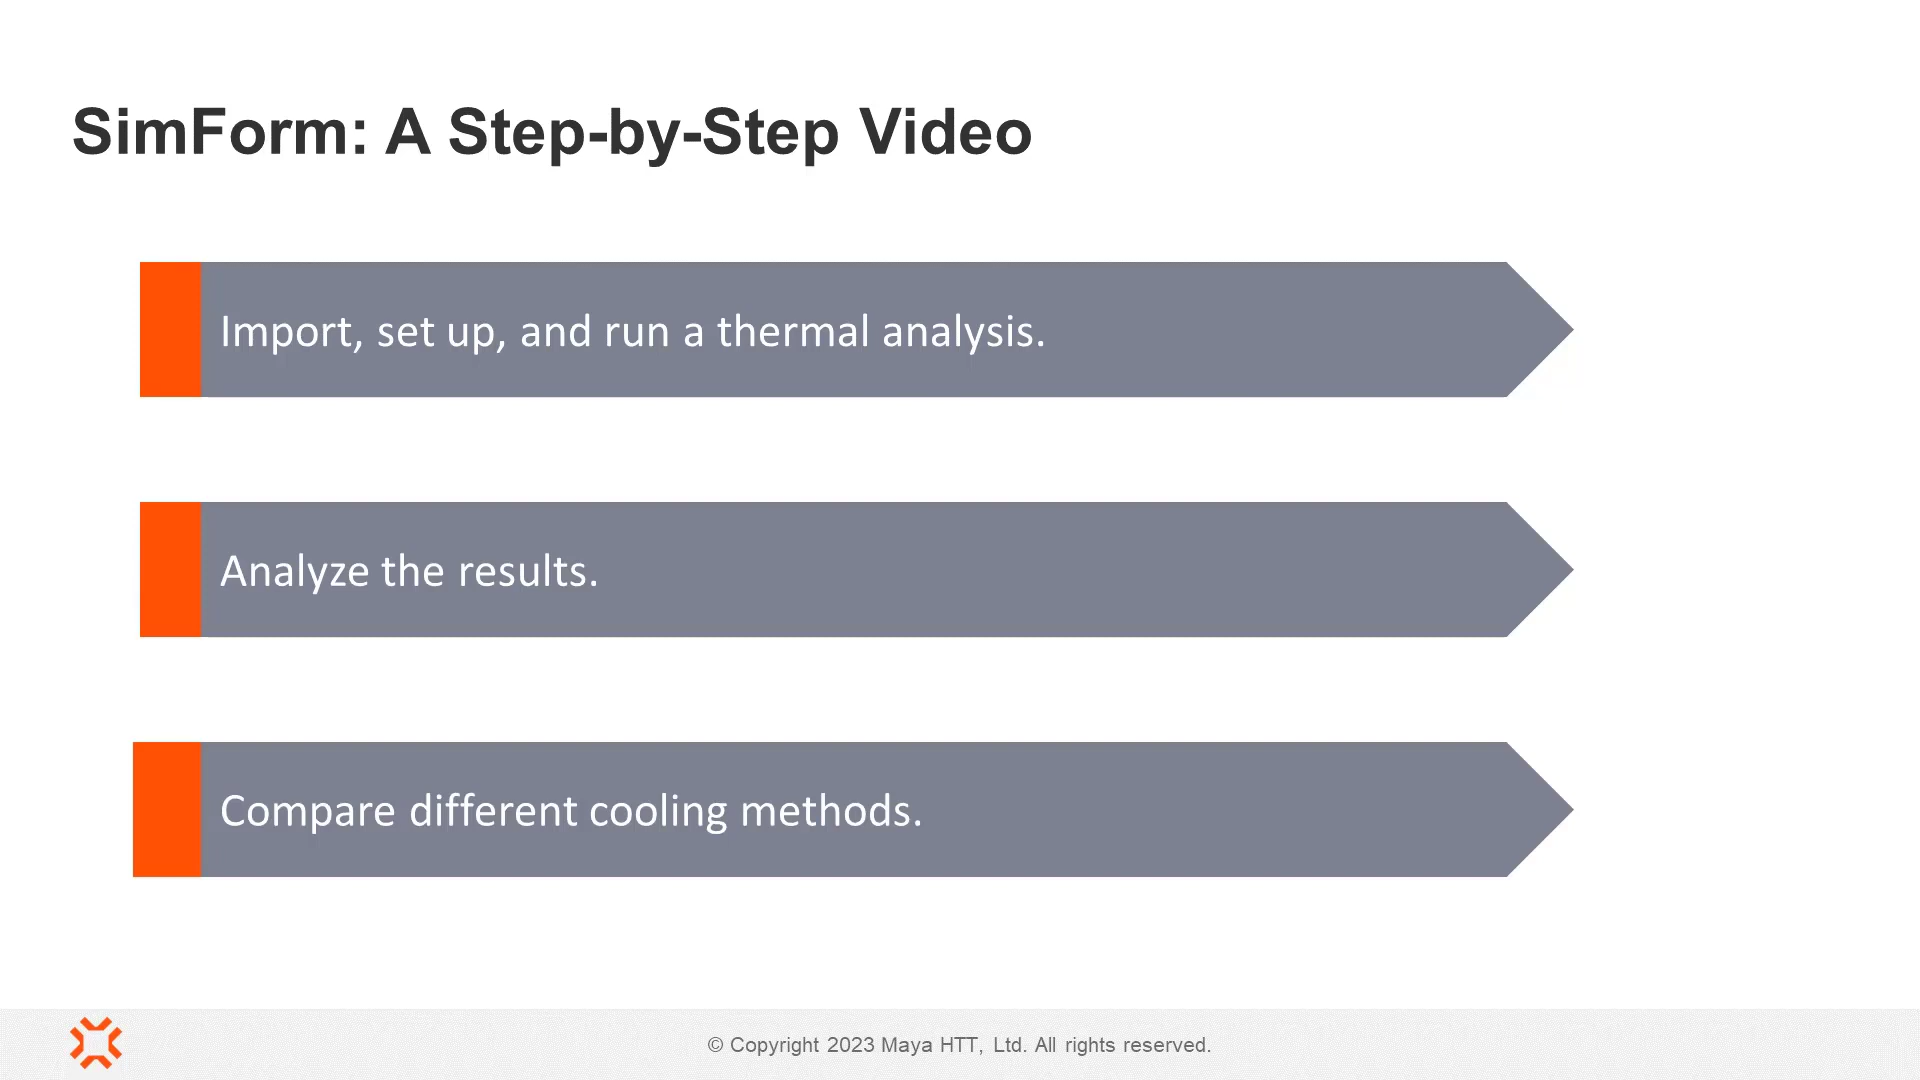 SimForm: A Step-by-Step Video
Import, set up, and run a thermal analysis.
Analyze the results.
Compare different cooling methods.
© Copyright 2023 Maya HTT, Ltd. All rights reserved.